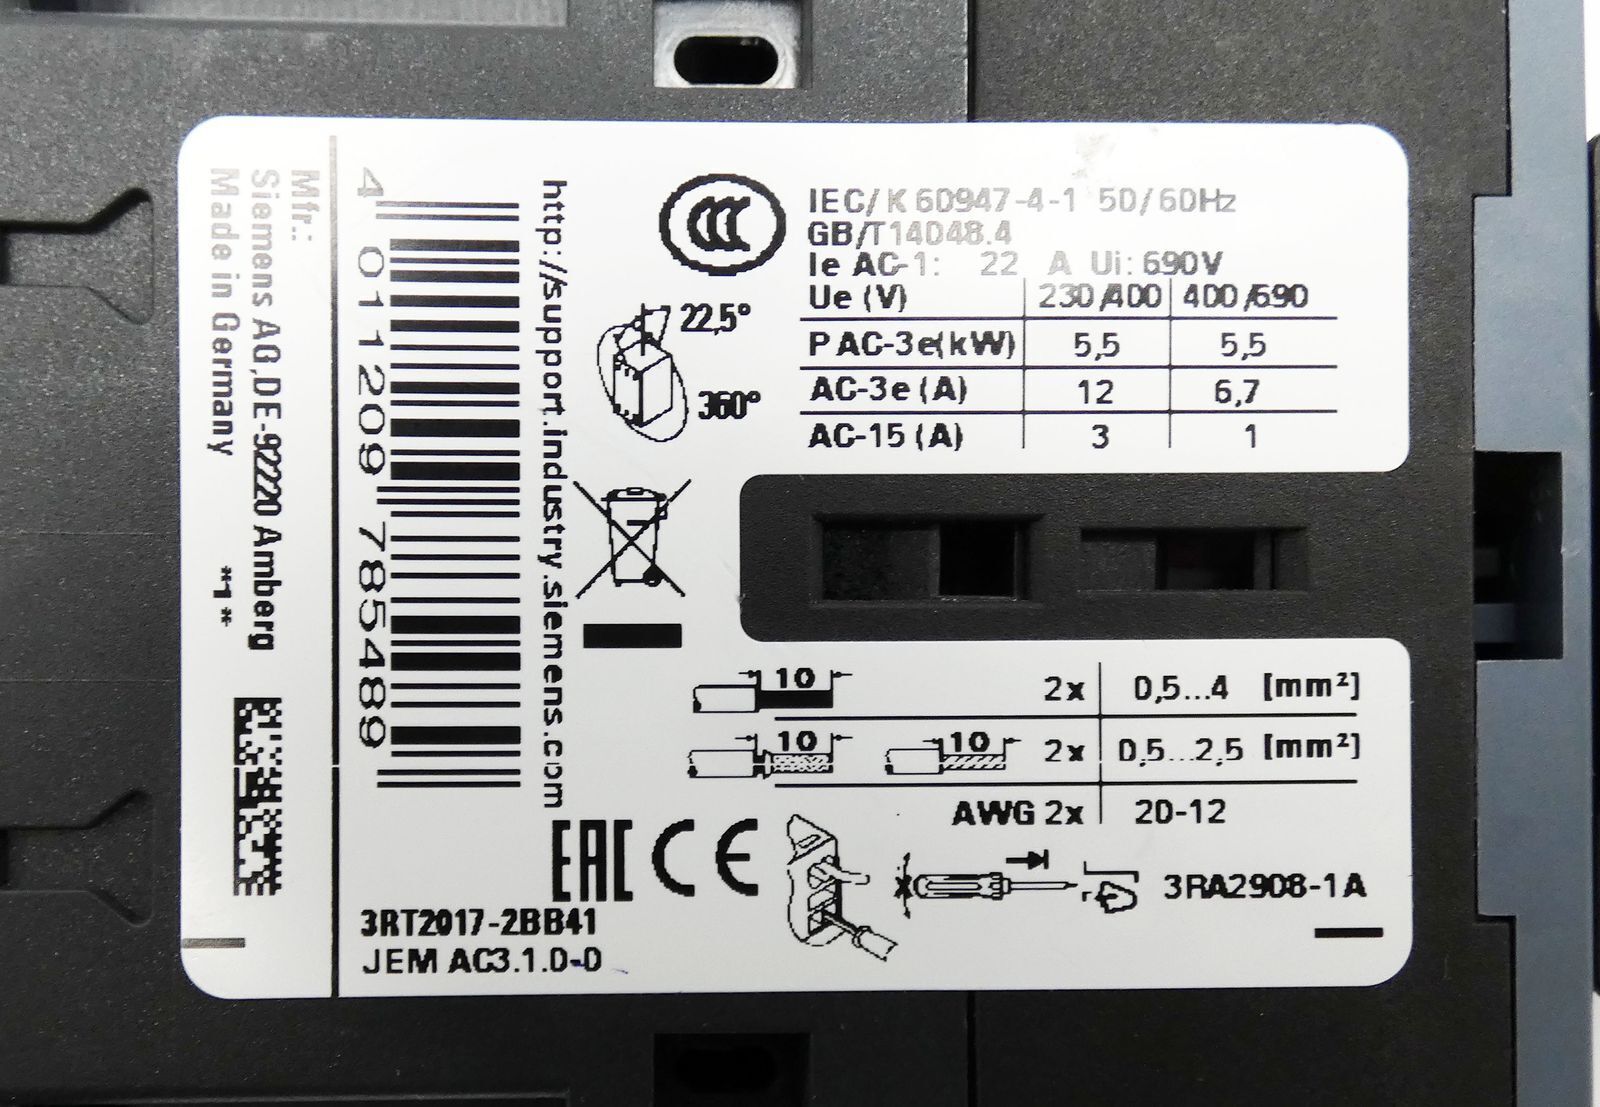 Mfr.:
Siemens AG,DE-92220 Amberg
Made in Germany *1*
4 011209 785489
http://support.industry.siemens.com
CCC
IEC/K 60947-4-1 50/60Hz
GB/T14048.4
Ie AC-1: 22 A Ui: 690V
Ue (V) 230/400 400/690
P AC-3e(kW) 5,5 5,5
AC-3e (A) 12 6,7
AC-15 (A) 3 1
22,5°
360°
10 2x 0,5...4 [mm²]
10 10 2x 0,5...2,5 [mm²]
AWG 2x 20-12
EAC CE
3RA2908-1A
3RT2017-2BB41
JEM AC3.1.0-0